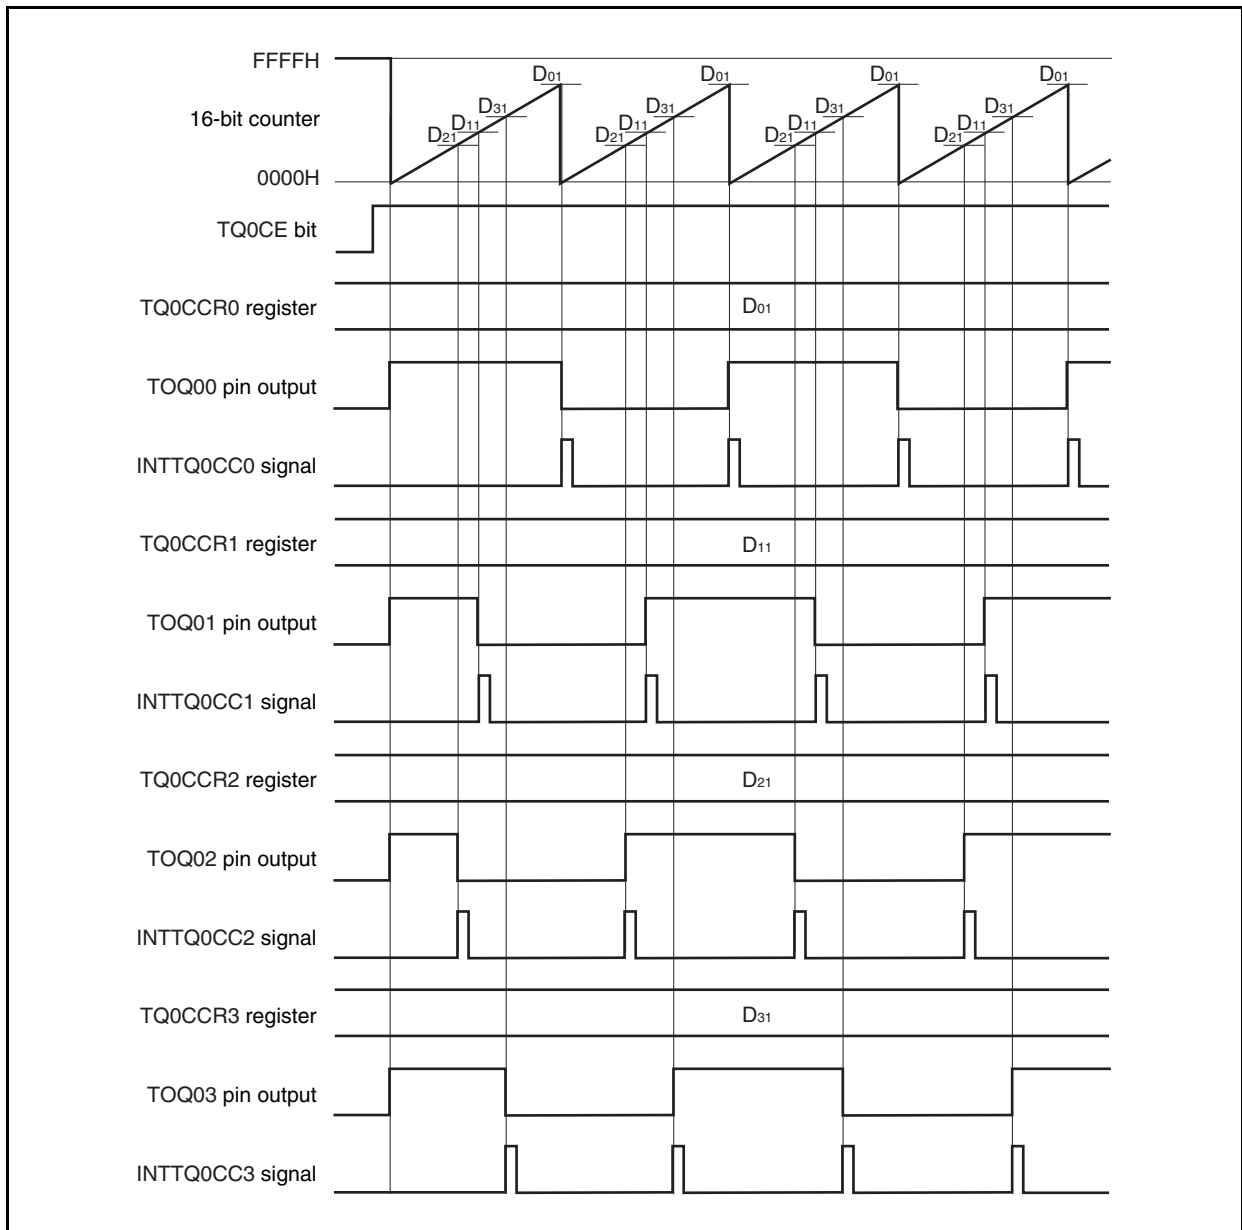 FFFFH
D01 D01 D01 D01
16-bit counter
D31 D31 D31 D31
D11 D11 D11 D11
D21 D21 D21 D21
0000H
TQ0CE bit
TQ0CCR0 register
D01
TOQ00 pin output
INTTQ0CC0 signal
TQ0CCR1 register
D11
TOQ01 pin output
INTTQ0CC1 signal
TQ0CCR2 register
D21
TOQ02 pin output
INTTQ0CC2 signal
TQ0CCR3 register
D31
TOQ03 pin output
INTTQ0CC3 signal